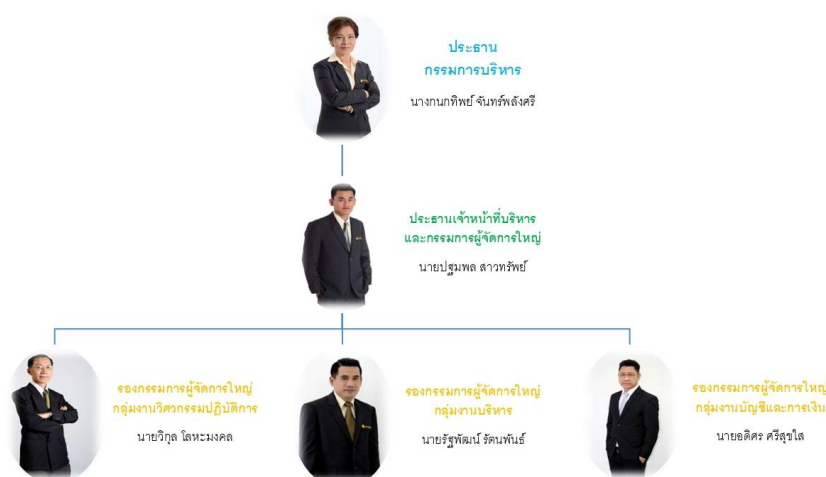 ประธาน
กรรมการบริหาร
นางกนกทิพย์ จันทร์พลังศรี
ประธานเจ้าหน้าที่บริหาร
และกรรมการผู้จัดการใหญ่
นายปฐมพล สาวทรัพย์
รองกรรมการผู้จัดการใหญ่
กลุ่มงานวิศวกรรมปฏิบัติการ
นายวิกุล โลหะมงคล
รองกรรมการผู้จัดการใหญ่
กลุ่มงานบริหาร
นายรัฐพัฒน์ รัตนพันธ์
รองกรรมการผู้จัดการใหญ่
กลุ่มงานบัญชีและการเงิน
นายอดิศร ศรีสุขใส